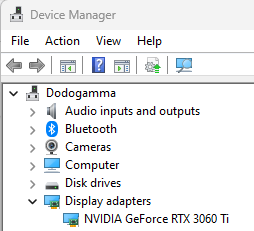 Device Manager
File Action View Help
Dodogamma
Audio inputs and outputs
Bluetooth
Cameras
Computer
Disk drives
Display adapters
NVIDIA GeForce RTX 3060 Ti